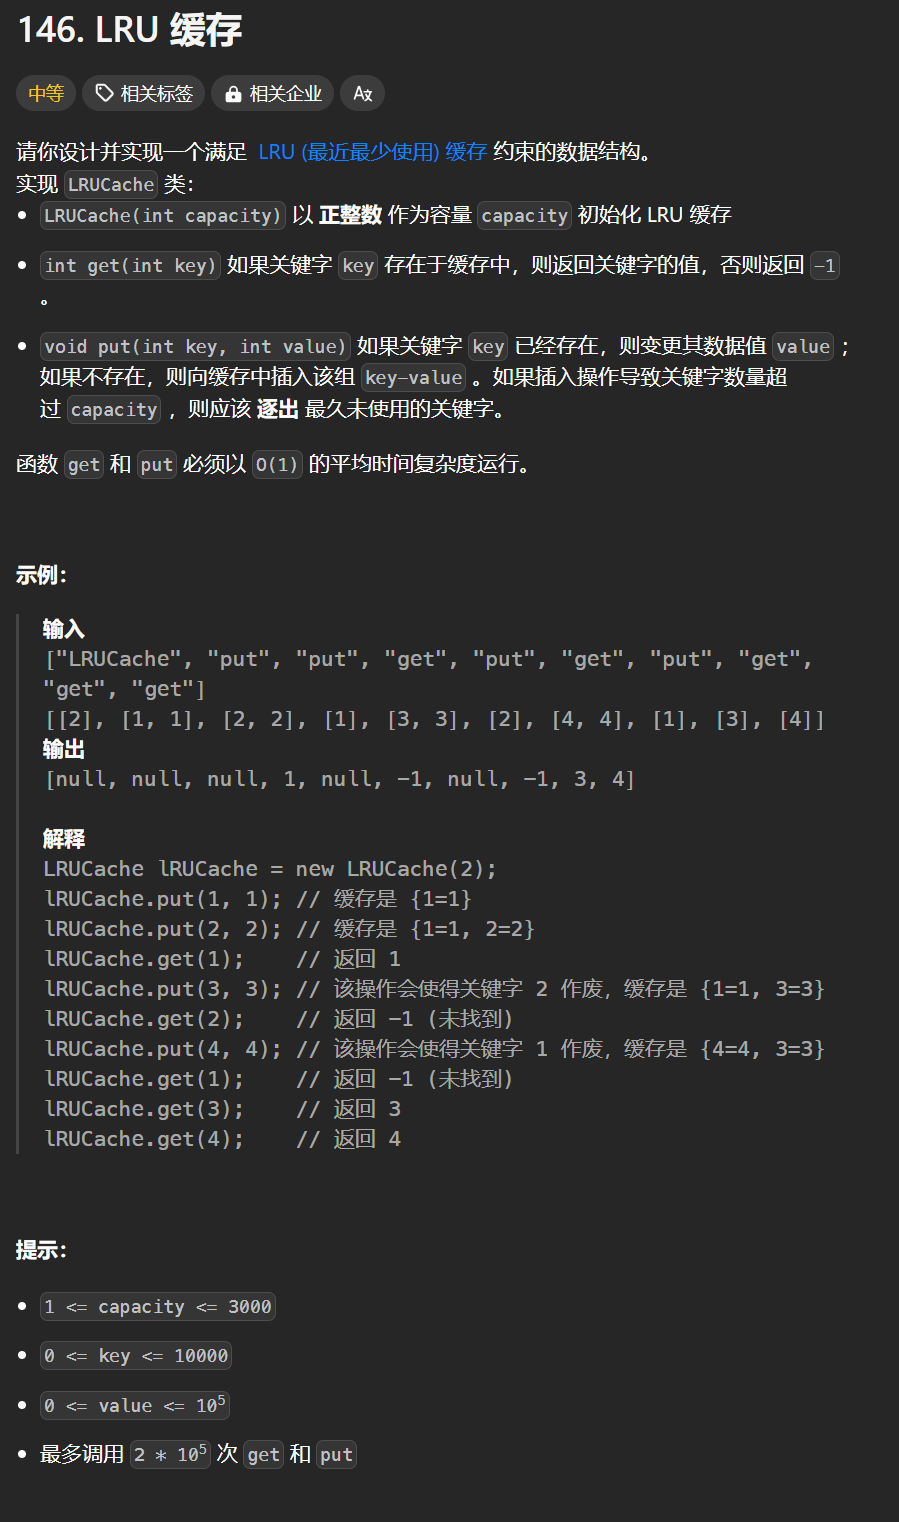 146. LRU 缓存
中等 相关标签 相关企业
请你设计并实现一个满足 LRU (最近最少使用) 缓存 约束的数据结构。
实现 LRUCache 类：
LRUCache(int capacity) 以 正整数 作为容量 capacity 初始化 LRU 缓存
int get(int key) 如果关键字 key 存在于缓存中，则返回关键字的值，否则返回 -1
。
void put(int key, int value) 如果关键字 key 已经存在，则变更其数据值 value ；
如果不存在，则向缓存中插入该组 key-value 。如果插入操作导致关键字数量超
过 capacity ，则应该 逐出 最久未使用的关键字。
函数 get 和 put 必须以 O(1) 的平均时间复杂度运行。
示例：
输入
["LRUCache", "put", "put", "get", "put", "get", "put", "get",
"get", "get"]
[[2], [1, 1], [2, 2], [1], [3, 3], [2], [4, 4], [1], [3], [4]]
输出
[null, null, null, 1, null, -1, null, -1, 3, 4]
解释
LRUCache lRUCache = new LRUCache(2);
lRUCache.put(1, 1); // 缓存是 {1=1}
lRUCache.put(2, 2); // 缓存是 {1=1, 2=2}
lRUCache.get(1);    // 返回 1
lRUCache.put(3, 3); // 该操作会使得关键字 2 作废，缓存是 {1=1, 3=3}
lRUCache.get(2);    // 返回 -1 (未找到)
lRUCache.put(4, 4); // 该操作会使得关键字 1 作废，缓存是 {4=4, 3=3}
lRUCache.get(1);    // 返回 -1 (未找到)
lRUCache.get(3);    // 返回 3
lRUCache.get(4);    // 返回 4
提示：
1 <= capacity <= 3000
0 <= key <= 10000
0 <= value <= 10⁵
最多调用 2 * 10⁵ 次 get 和 put